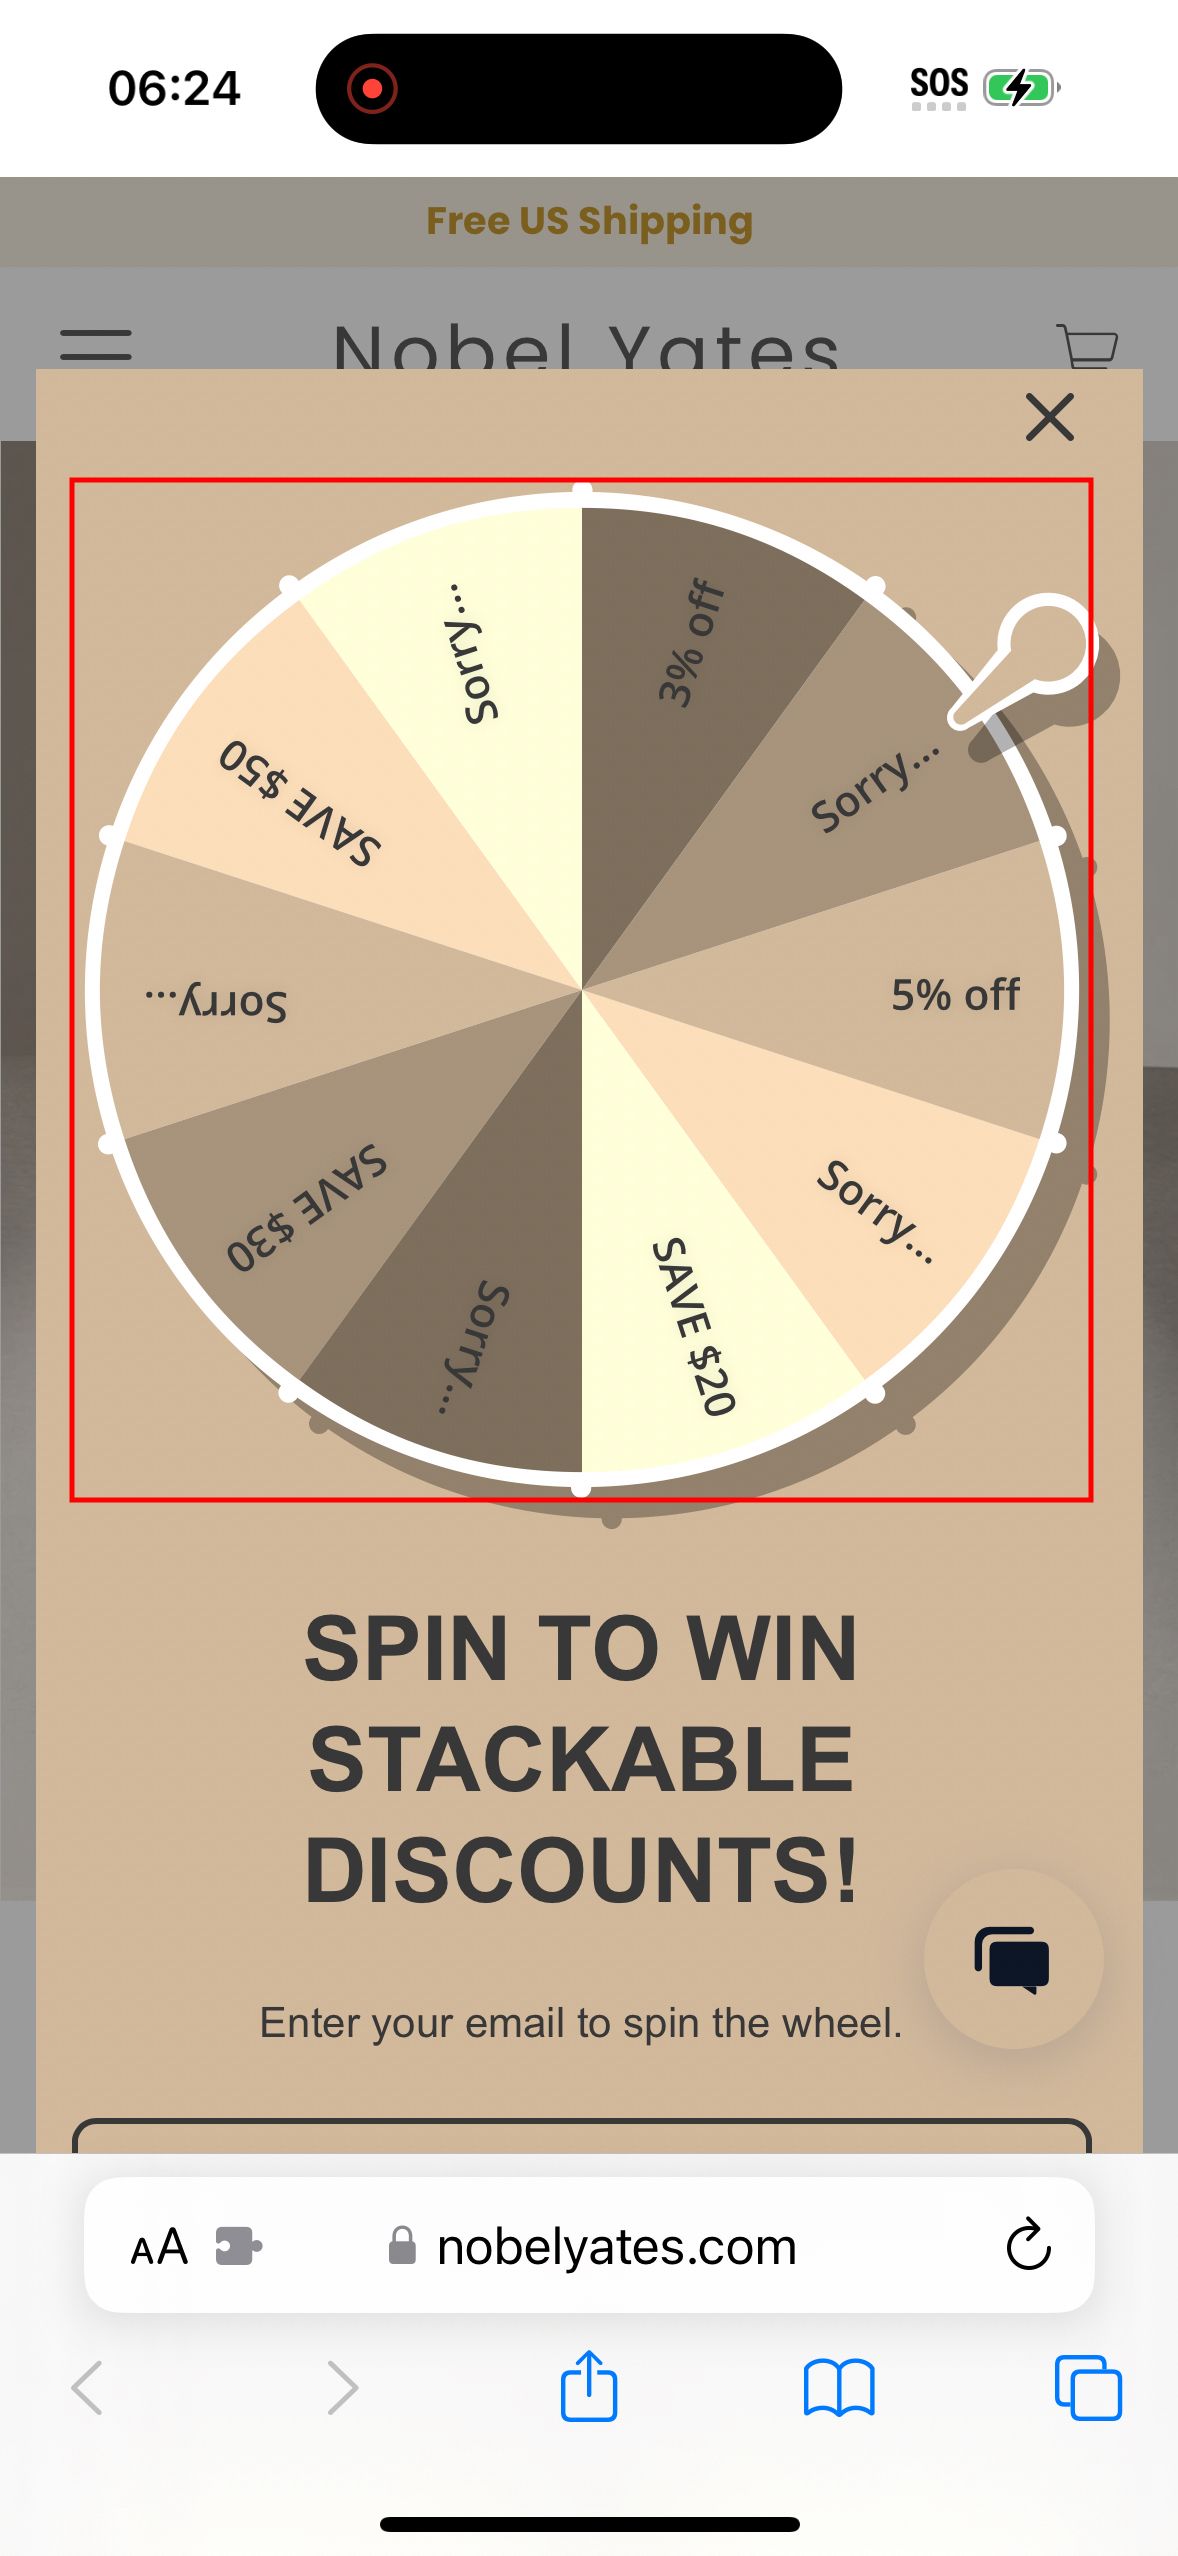 06:24
SOS
Free US Shipping
Nobel Yates
Sorry...
3% off
SAVE $50
Sorry...
Sorry...
5% off
SAVE $30
Sorry...
Sorry...
SAVE $20
SPIN TO WIN
STACKABLE
DISCOUNTS!
Enter your email to spin the wheel.
AA
nobelyates.com